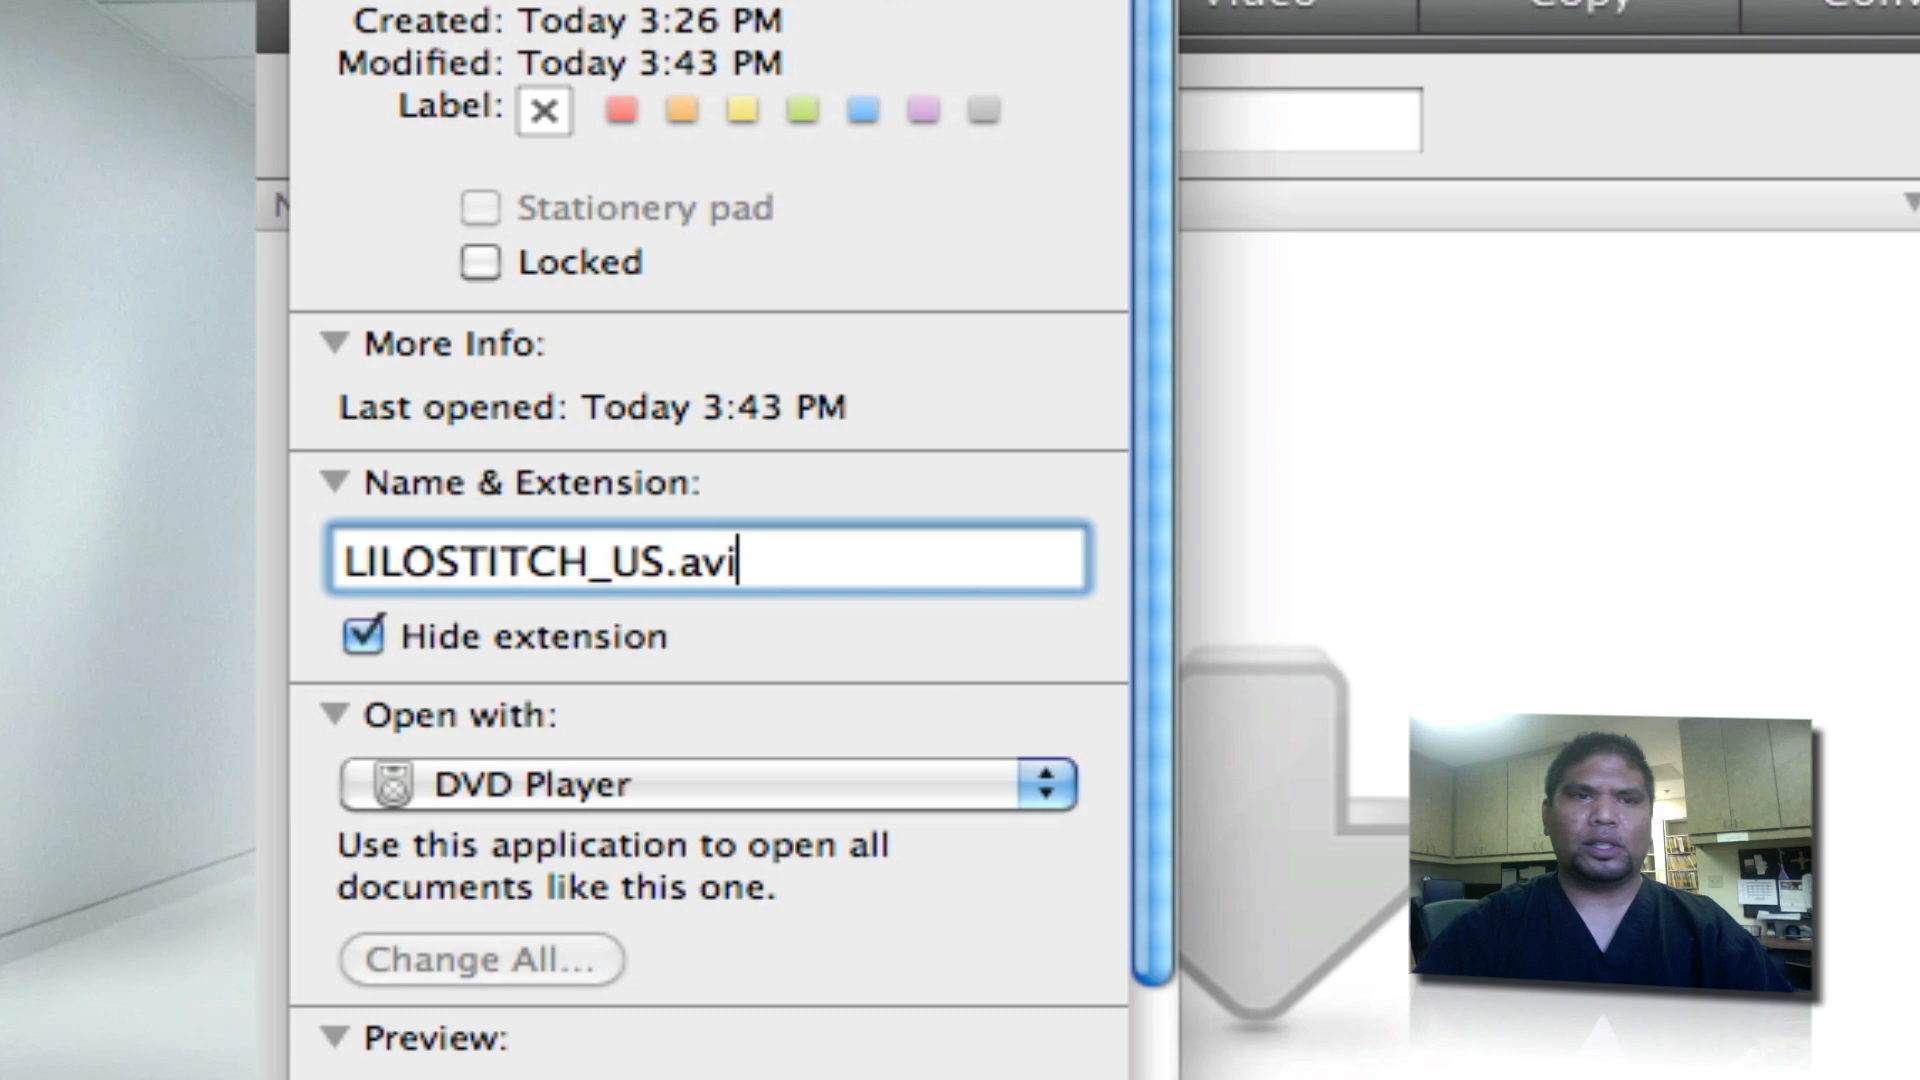 Video Copy
Created: Today 3:26 PM
Modified: Today 3:43 PM
Label:
Stationery pad
Locked
More Info:
Last opened: Today 3:43 PM
Name & Extension:
LILOSTITCH_US.avi
Hide extension
Open with:
DVD Player
Use this application to open all
documents like this one.
Change All...
Preview: